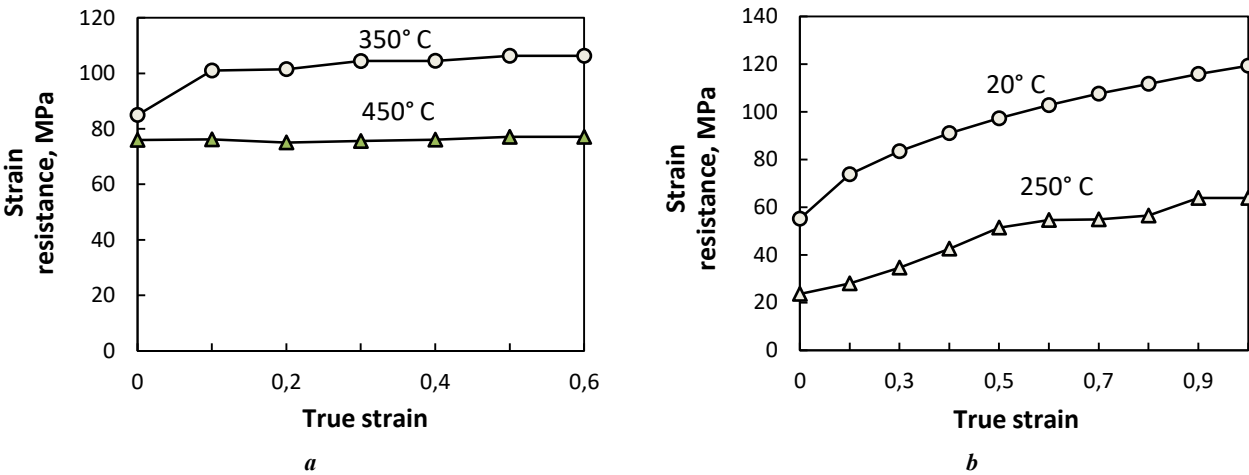 Strain
resistance, MPa
120
100
80
60
40
20
0
350° C
450° C
0 0,2 0,4 0,6
True strain
a
Strain
resistance, MPa
140
120
100
80
60
40
20
0
20° C
250° C
0 0,3 0,5 0,7 0,9
True strain
b